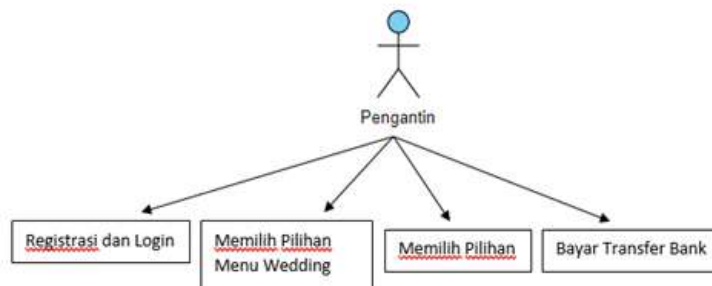 Pengantin
Registrasi dan Login
Memilih Pilihan
Menu Wedding
Memilih Pilihan
Bayar Transfer Bank